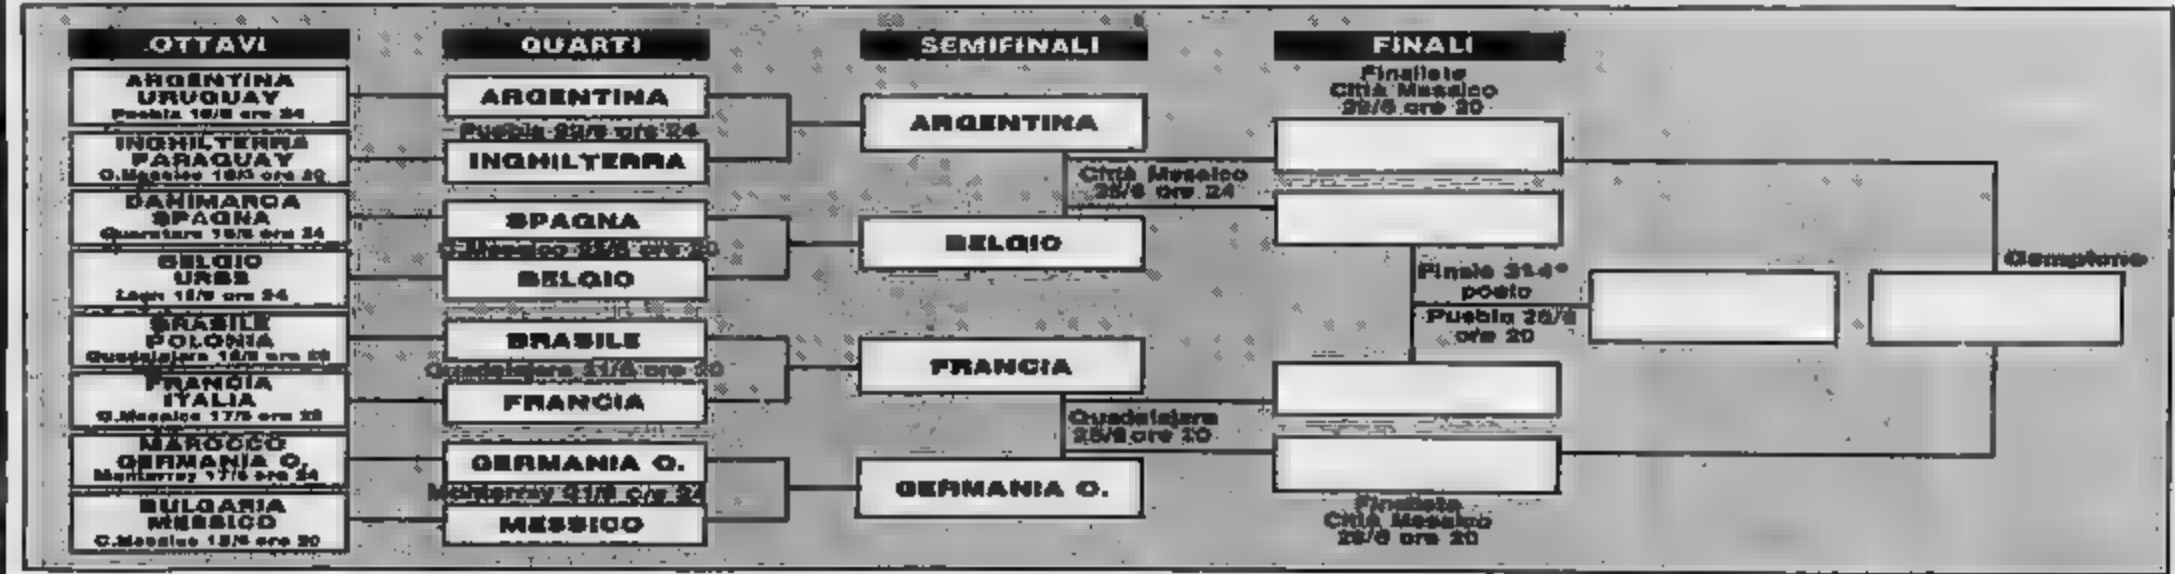 OTTAVI
ARGENTINA
URUGUAY
Puebla 16/6 ore 24
INGHILTERRA
PARAGUAY
C.Messico 18/6 ore 20
DANIMARCA
SPAGNA
Queretaro 18/6 ore 24
BELGIO
URSS
Leon 15/6 ore 24
BRASILE
POLONIA
Guadalajara 16/6 ore 20
FRANCIA
ITALIA
C.Messico 17/6 ore 20
MAROCCO
GERMANIA O.
Monterrey 17/6 ore 24
BULGARIA
MESSICO
C.Messico 15/6 ore 20
QUARTI
ARGENTINA
Puebla 22/6 ore 24
INGHILTERRA
SPAGNA
C.Messico ore 20
BELGIO
BRASILE
Guadalajara 21/6 ore 20
FRANCIA
GERMANIA O.
Monterrey 21/6 ore 24
MESSICO
SEMIFINALI
ARGENTINA
Città Messico
25/6 ore 24
BELGIO
FRANCIA
Guadalajara
25/6 ore 20
GERMANIA O.
FINALI
Finalista
Città Messico
29/6 ore 20
Finale 3º-4º
posto
Puebla 28/6
ore 20
Finalista
Città Messico
29/6 ore 20
Campione